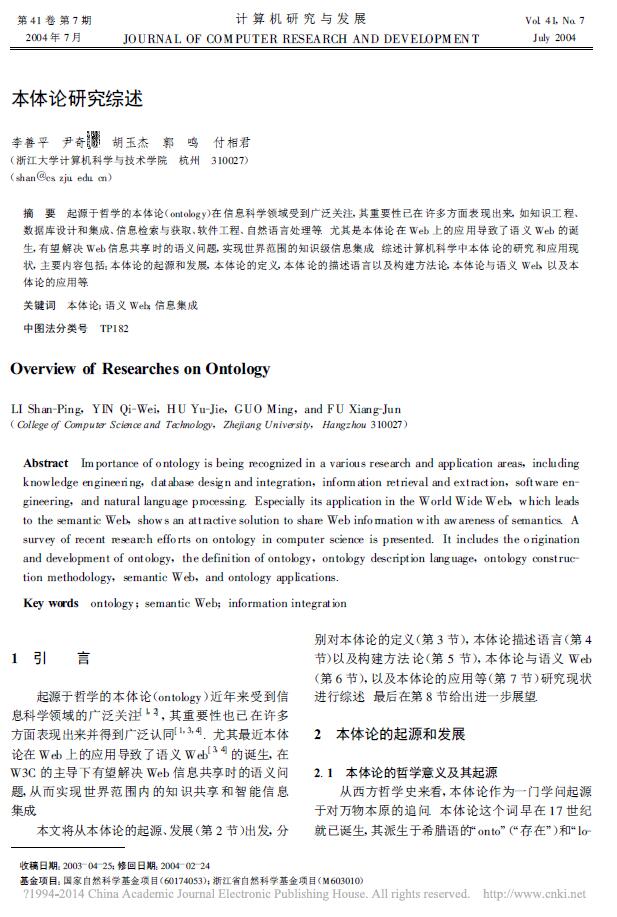 第 41 卷 第 7 期
2004 年 7 月
计 算 机 研 究 与 发 展
JOURNAL OF COMPUTER RESEARCH AND DEVELOPMENT
Vol. 41, No. 7
July 2004
本体论研究综述
李善平 尹奇 胡玉杰 郭 鸣 付相君
(浙江大学计算机科学与技术学院 杭州 310027)
(shan@cs. zju. edu. cn)
摘 要 起源于哲学的本体论(ontology)在信息科学领域受到广泛关注, 其重要性已在许多方面表现出来, 如知识工程、
数据库设计和集成、信息检索与获取、软件工程、自然语言处理等. 尤其是本体论在 Web 上的应用导致了语义 Web 的诞
生, 有望解决 Web 信息共享时的语义问题, 实现世界范围的知识级信息集成. 综述计算机科学中本体论的研究和应用现
状, 主要内容包括: 本体论的起源和发展, 本体论的定义, 本体论的描述语言以及构建方法论, 本体论与语义 Web, 以及本
体论的应用等.
关键词 本体论; 语义 Web; 信息集成
中图法分类号 TP182
Overview of Researches on Ontology
LI Shan-Ping, YIN Qi-Wei, HU Yu-Jie, GUO Ming, and FU Xiang-Jun
(College of Computer Science and Technology, Zhejiang University, Hangzhou 310027)
Abstract Importance of ontology is being recognized in a various research and application areas, including
knowledge engineering, database design and integration, information retrieval and extraction, software en-
gineering, and natural language processing. Especially its application in the World Wide Web, which leads
to the semantic Web, shows an attractive solution to share Web information with awareness of semantics. A
survey of recent research efforts on ontology in computer science is presented. It includes the origination
and development of ontology, the definition of ontology, ontology description language, ontology construc-
tion methodology, semantic Web, and ontology applications.
Key words ontology; semantic Web; information integration
1 引 言
起源于哲学的本体论(ontology)近年来受到信
息科学领域的广泛关注[1, 2], 其重要性也已在许多
方面表现出来并得到广泛认同[1, 3, 4]. 尤其最近本体
论在 Web 上的应用导致了语义 Web[3, 4] 的诞生, 在
W3C 的主导下有望解决 Web 信息共享时的语义问
题, 从而实现世界范围内的知识共享和智能信息
集成.
本文将从本体论的起源、发展(第 2 节)出发, 分
别对本体论的定义(第 3 节), 本体论描述语言(第 4
节)以及构建方法论(第 5 节), 本体论与语义 Web
(第 6 节), 以及本体论的应用等(第 7 节)研究现状
进行综述. 最后在第 8 节给出进一步展望.
2 本体论的起源和发展
2. 1 本体论的哲学意义及其起源
从西方哲学史来看, 本体论作为一门学问起源
于对万物本原的追问. 本体论这个词早在 17 世纪
就已诞生, 其派生于希腊语的“onto”(“存在”)和“lo-
收稿日期: 2003-04-25; 修回日期: 2004-02-24
基金项目: 国家自然科学基金项目(60174053); 浙江省自然科学基金项目(M603010)
?1994-2014 China Academic Journal Electronic Publishing House. All rights reserved. http://www.cnki.net